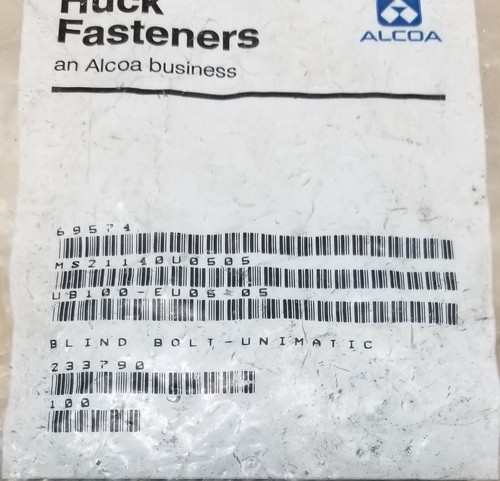 Huck
Fasteners
an Alcoa business
ALCOA
69574
MS21140U0505
UB100-EU05-05
BLIND BOLT-UNIMATIC
233790
100